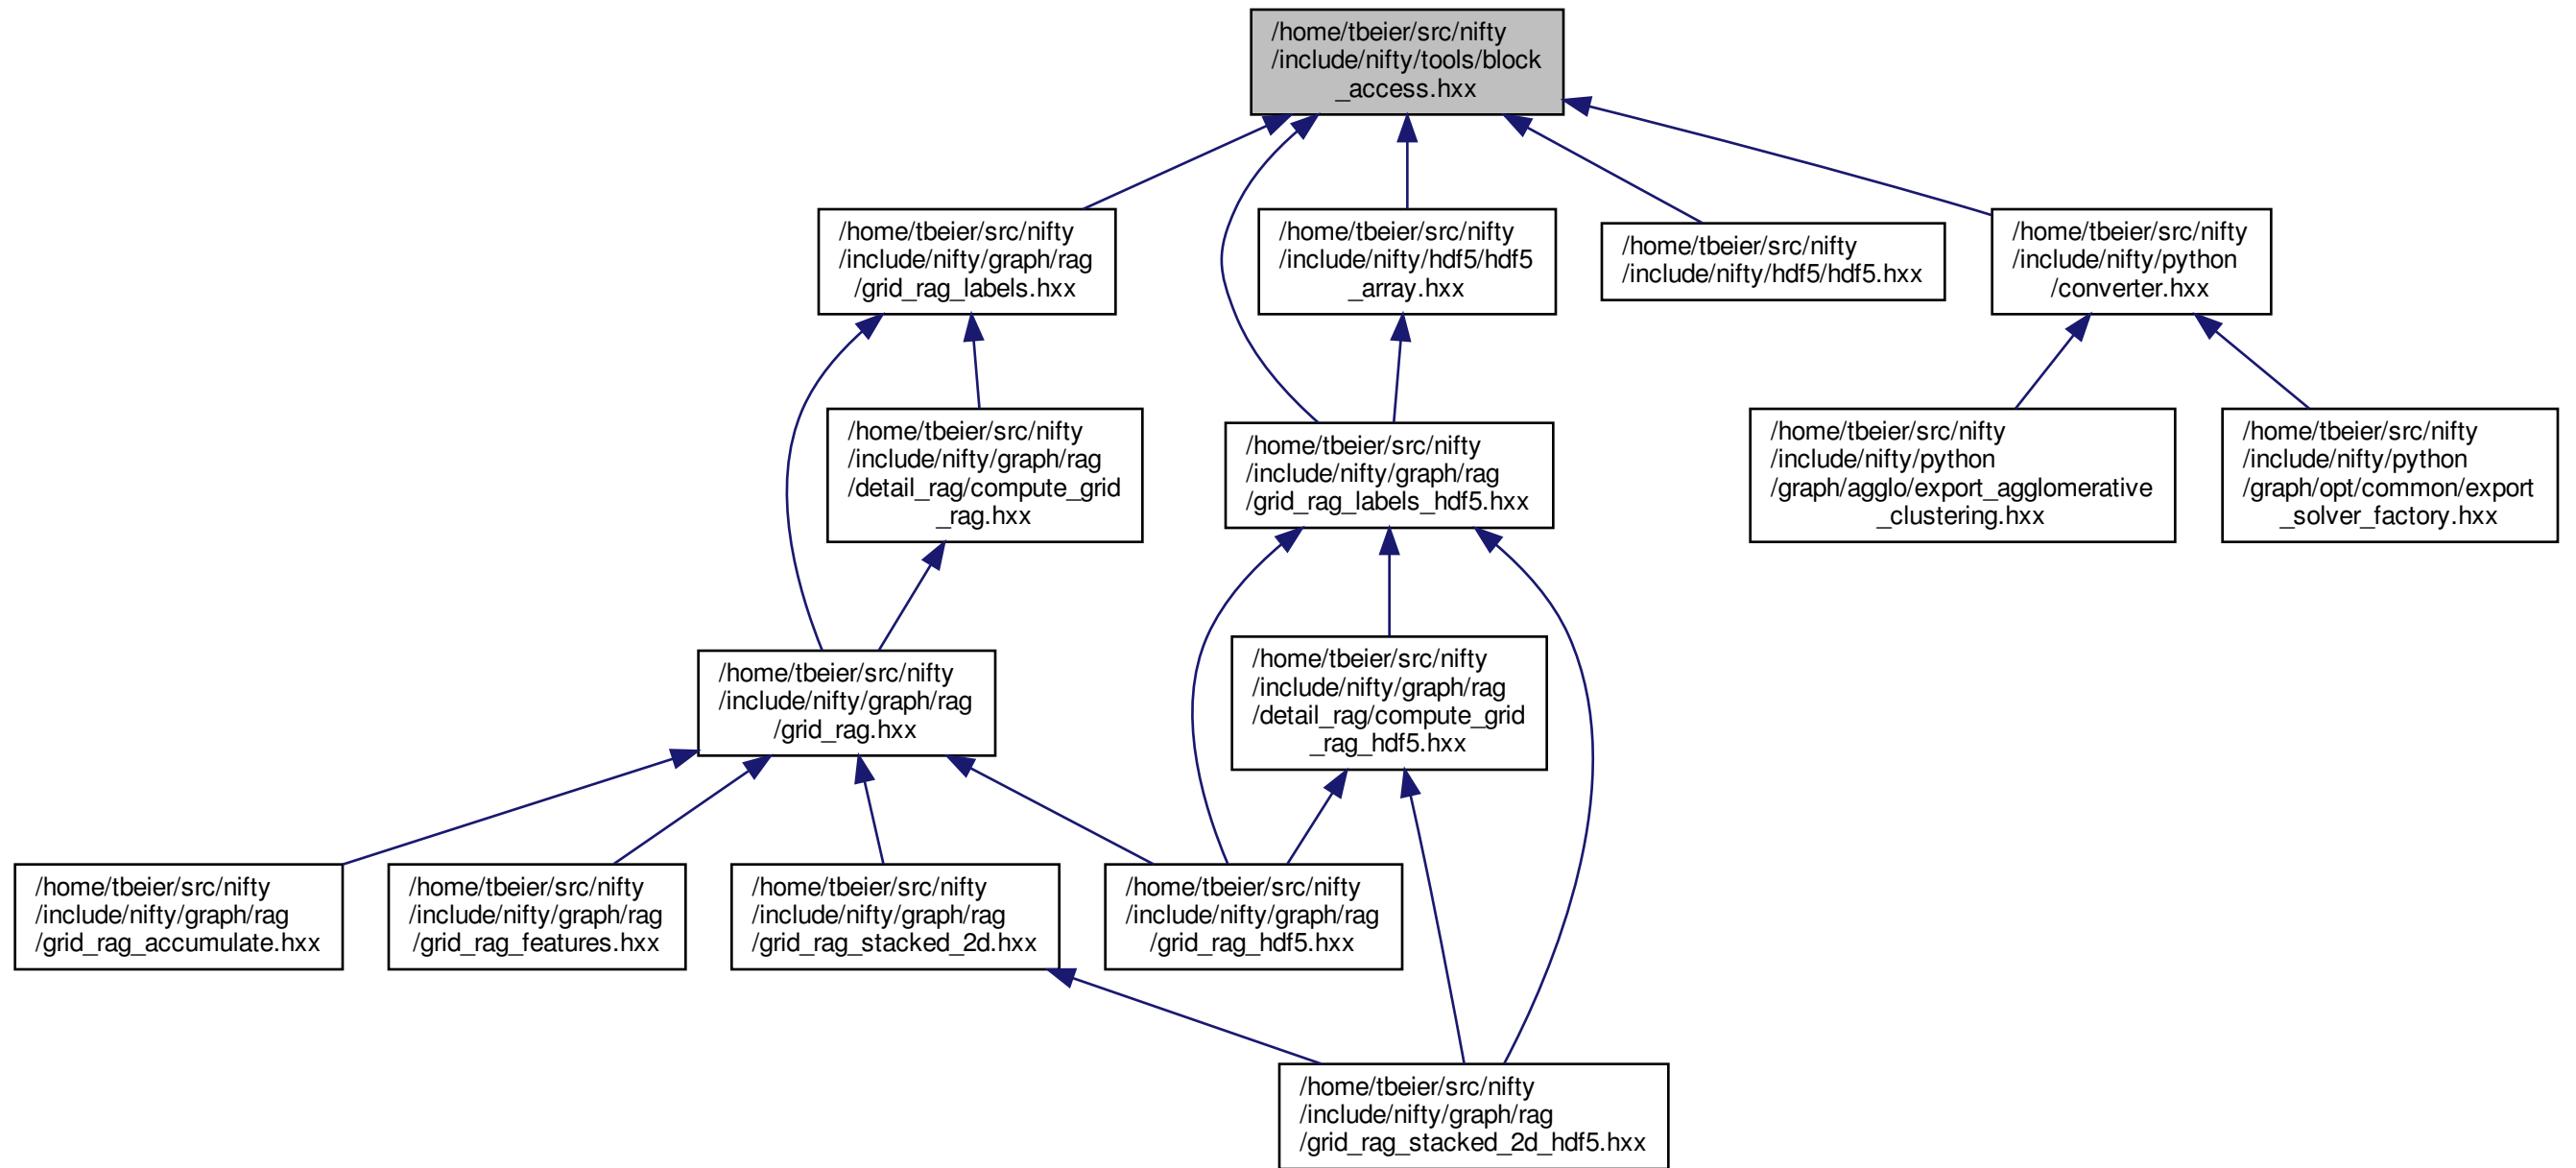 /home/tbeier/src/nifty
/include/nifty/tools/block
_access.hxx
/home/tbeier/src/nifty
/include/nifty/graph/rag
/grid_rag_labels.hxx
/home/tbeier/src/nifty
/include/nifty/hdf5/hdf5
_array.hxx
/home/tbeier/src/nifty
/include/nifty/hdf5/hdf5.hxx
/home/tbeier/src/nifty
/include/nifty/python
/converter.hxx
/home/tbeier/src/nifty
/include/nifty/graph/rag
/detail_rag/compute_grid
_rag.hxx
/home/tbeier/src/nifty
/include/nifty/graph/rag
/grid_rag_labels_hdf5.hxx
/home/tbeier/src/nifty
/include/nifty/python
/graph/agglo/export_agglomerative
_clustering.hxx
/home/tbeier/src/nifty
/include/nifty/python
/graph/opt/common/export
_solver_factory.hxx
/home/tbeier/src/nifty
/include/nifty/graph/rag
/grid_rag.hxx
/home/tbeier/src/nifty
/include/nifty/graph/rag
/detail_rag/compute_grid
_rag_hdf5.hxx
/home/tbeier/src/nifty
/include/nifty/graph/rag
/grid_rag_accumulate.hxx
/home/tbeier/src/nifty
/include/nifty/graph/rag
/grid_rag_features.hxx
/home/tbeier/src/nifty
/include/nifty/graph/rag
/grid_rag_stacked_2d.hxx
/home/tbeier/src/nifty
/include/nifty/graph/rag
/grid_rag_hdf5.hxx
/home/tbeier/src/nifty
/include/nifty/graph/rag
/grid_rag_stacked_2d_hdf5.hxx